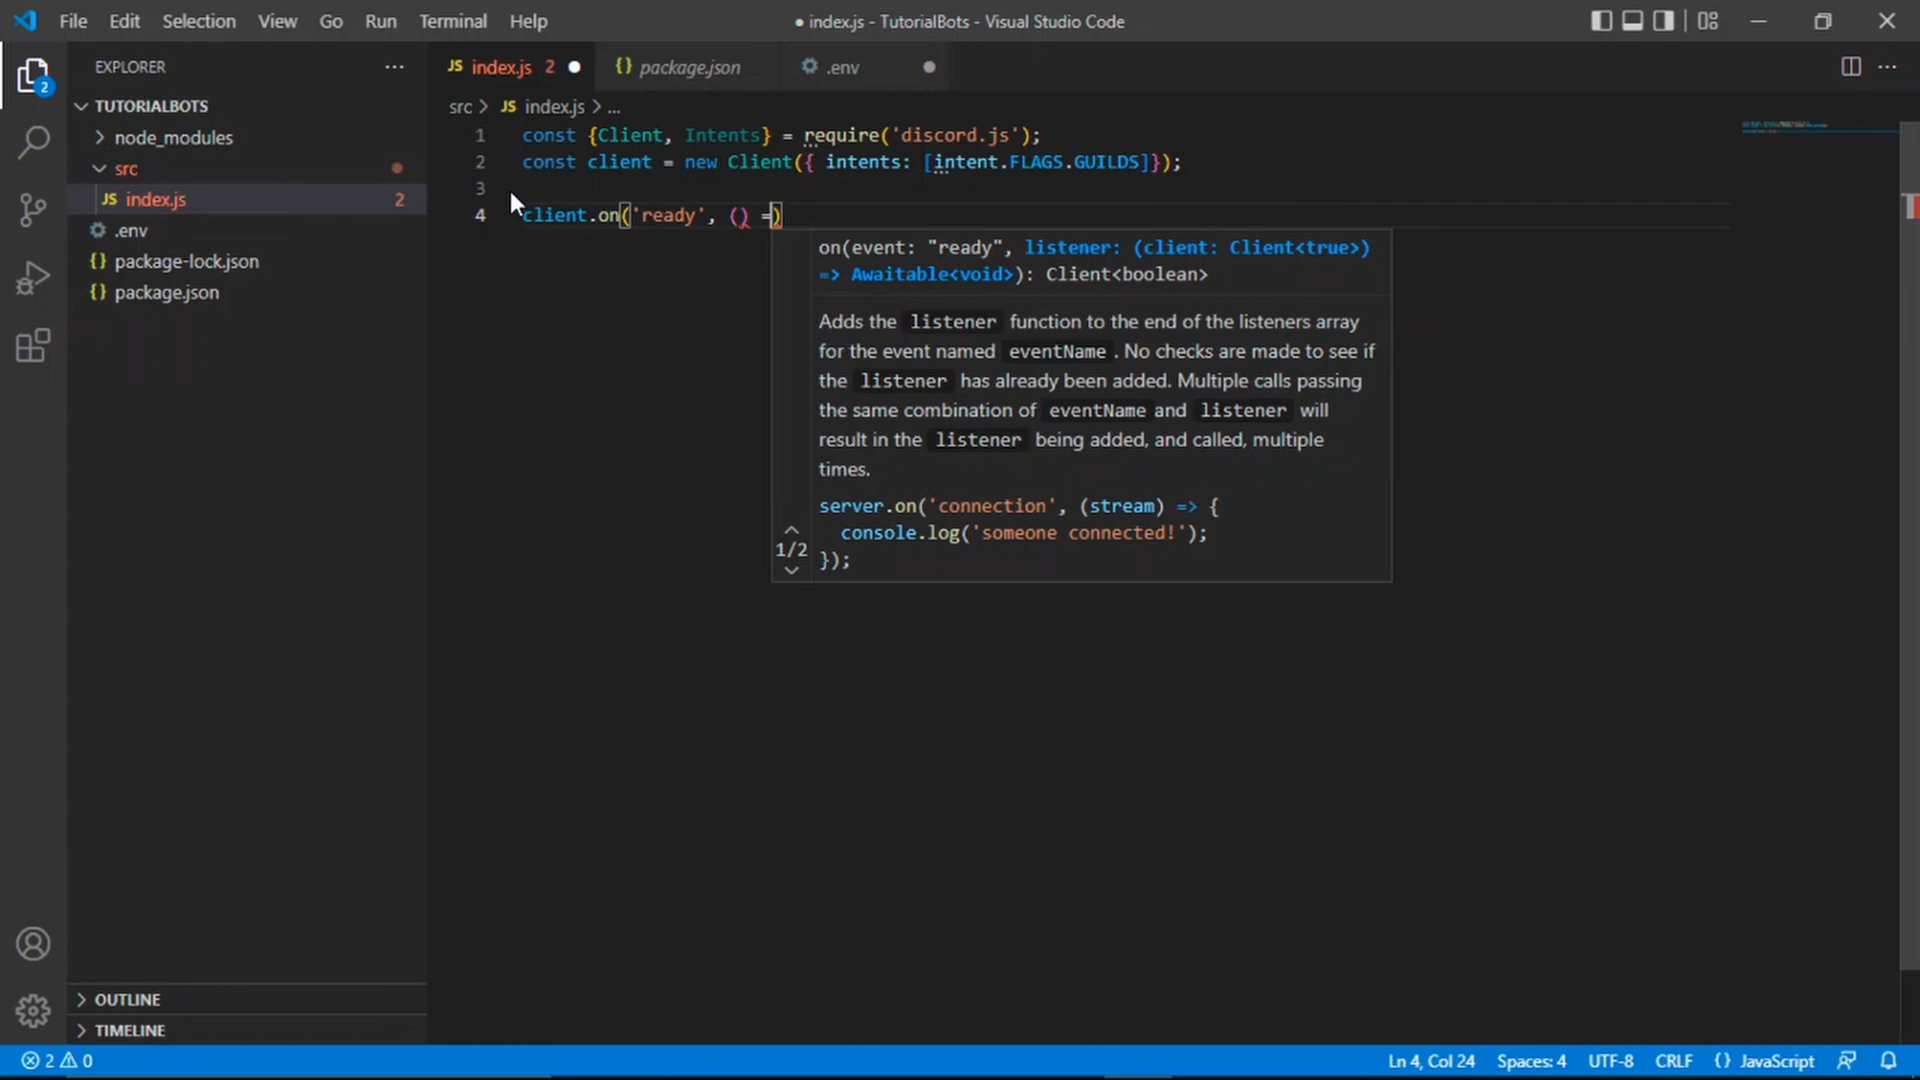 File Edit Selection View Go Run Terminal Help
● index.js - TutorialBots - Visual Studio Code
EXPLORER
JS index.js 2
{} package.json
.env
TUTORIALBOTS
node_modules
src
JS index.js 2
.env
{} package-lock.json
{} package.json
src > JS index.js > ...
1 const {Client, Intents} = require('discord.js');
2 const client = new Client({ intents: [intent.FLAGS.GUILDS]});
3
4 client.on('ready', () =)
on(event: "ready", listener: (client: Client<true>)
=> Awaitable<void>): Client<boolean>
Adds the listener function to the end of the listeners array
for the event named eventName. No checks are made to see if
the listener has already been added. Multiple calls passing
the same combination of eventName and listener will
result in the listener being added, and called, multiple
times.
server.on('connection', (stream) => {
console.log('someone connected!');
});
1/2
2
OUTLINE
TIMELINE
2 0
Ln 4, Col 24 Spaces: 4 UTF-8 CRLF {} JavaScript